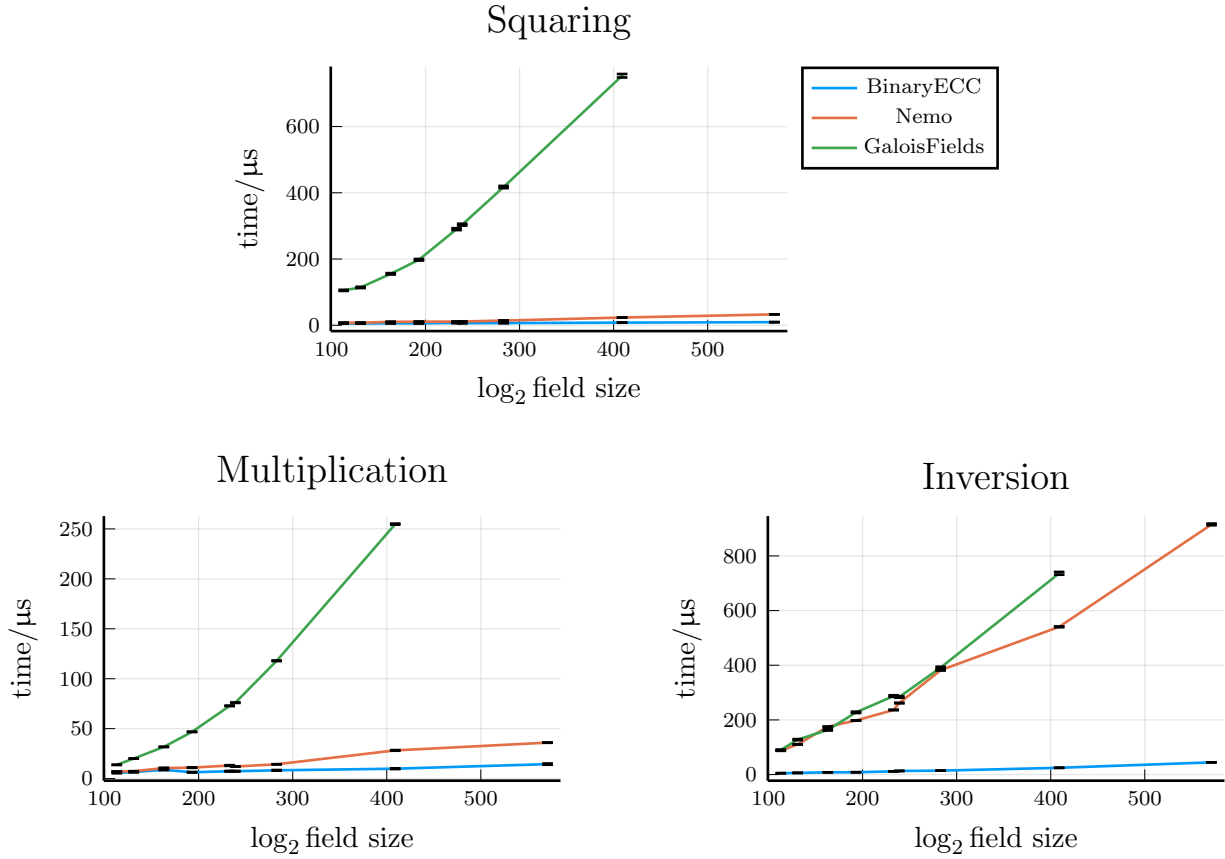 Squaring
600
400
200
0
time/μs
100 200 300 400 500
log₂ field size
BinaryECC
Nemo
GaloisFields
Multiplication
250
200
150
100
50
0
time/μs
100 200 300 400 500
log₂ field size
Inversion
800
600
400
200
0
time/μs
100 200 300 400 500
log₂ field size